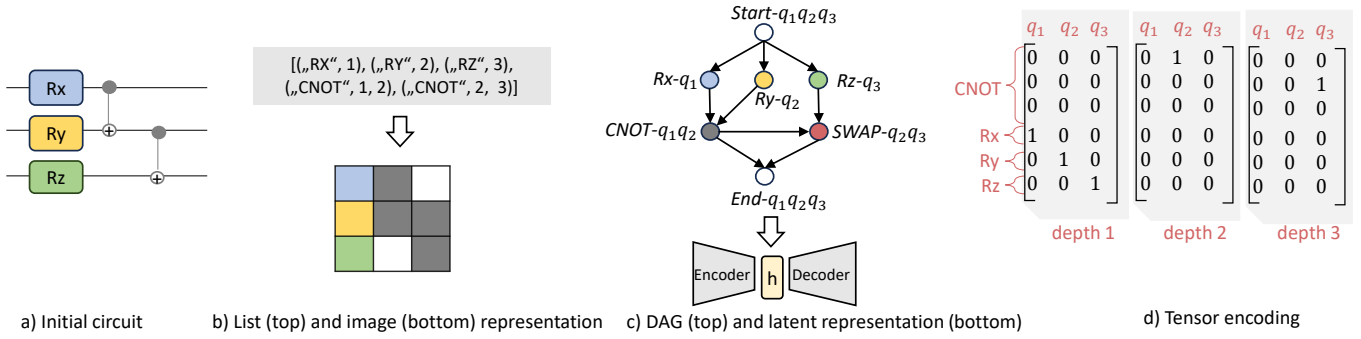 Rx
Ry
Rz
a) Initial circuit
[(„RX“, 1), („RY“, 2), („RZ“, 3),
(„CNOT“, 1, 2), („CNOT“, 2, 3)]
b) List (top) and image (bottom) representation
Start-q₁q₂q₃
Rx-q₁
Ry-q₂
Rz-q₃
CNOT-q₁q₂
SWAP-q₂q₃
End-q₁q₂q₃
Encoder
h
Decoder
c) DAG (top) and latent representation (bottom)
CNOT
Rx
Ry
Rz
q₁ q₂ q₃
0 0 0
0 0 0
0 0 0
1 0 0
0 1 0
0 0 1
depth 1
q₁ q₂ q₃
0 1 0
0 0 0
0 0 0
0 0 0
0 0 0
0 0 0
depth 2
q₁ q₂ q₃
0 0 0
0 0 1
0 0 0
0 0 0
0 0 0
0 0 0
depth 3
d) Tensor encoding